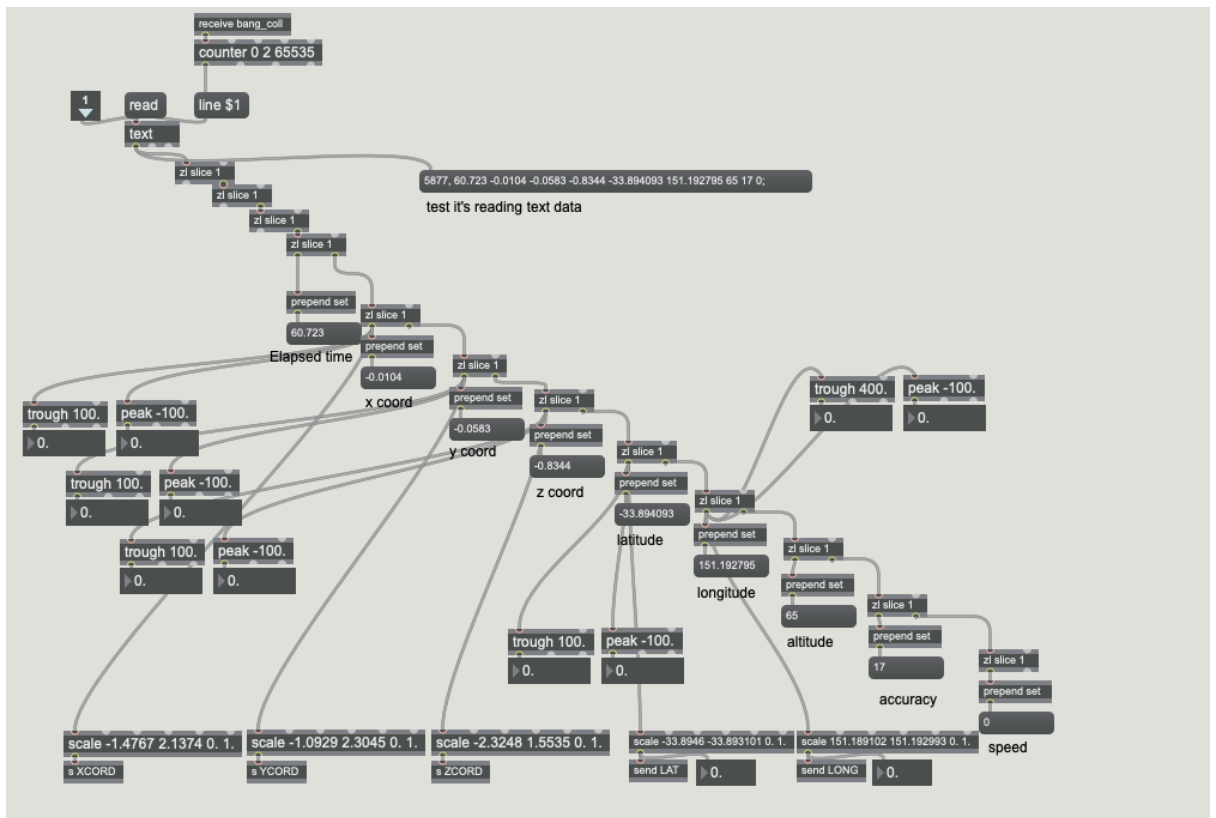 receive bang_coll
counter 0 2 65535
1
read
line $1
text
zl slice 1
5877, 60.723 -0.0104 -0.0583 -0.8344 -33.894093 151.192795 65 17 0;
zl slice 1
test it's reading text data
zl slice 1
zl slice 1
prepend set
zl slice 1
60.723
Elapsed time
prepend set
zl slice 1
-0.0104
x coord
trough 100.
peak -100.
prepend set
zl slice 1
trough 400.
peak -100.
0.
0.
-0.0583
y coord
prepend set
0.
0.
zl slice 1
-0.8344
z coord
trough 100.
peak -100.
prepend set
zl slice 1
0.
0.
-33.894093
latitude
prepend set
trough 100.
peak -100.
zl slice 1
151.192795
longitude
0.
0.
prepend set
zl slice 1
65
altitude
trough 100.
peak -100.
prepend set
0.
0.
17
accuracy
zl slice 1
prepend set
0
speed
scale -1.4767 2.1374 0. 1.
scale -1.0929 2.3045 0. 1.
scale -2.3248 1.5535 0. 1.
scale -33.8946 -33.893101 0. 1.
scale 151.189102 151.192993 0. 1.
s XCORD
s YCORD
s ZCORD
send LAT
0.
send LONG
0.